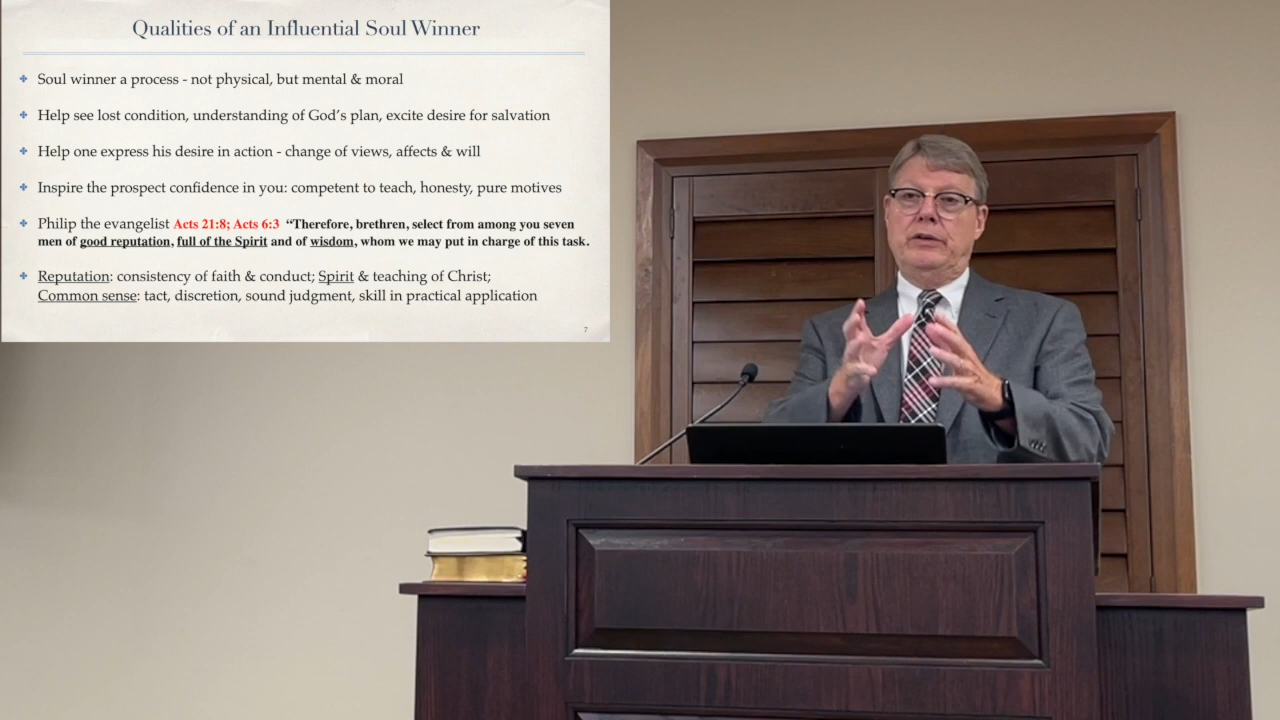 Qualities of an Influential Soul Winner
Soul winner a process - not physical, but mental & moral
Help see lost condition, understanding of God's plan, excite desire for salvation
Help one express his desire in action - change of views, affects & will
Inspire the prospect confidence in you: competent to teach, honesty, pure motives
Philip the evangelist Acts 21:8; Acts 6:3 “Therefore, brethren, select from among you seven
men of good reputation, full of the Spirit and of wisdom, whom we may put in charge of this task.
Reputation: consistency of faith & conduct; Spirit & teaching of Christ;
Common sense: tact, discretion, sound judgment, skill in practical application
7